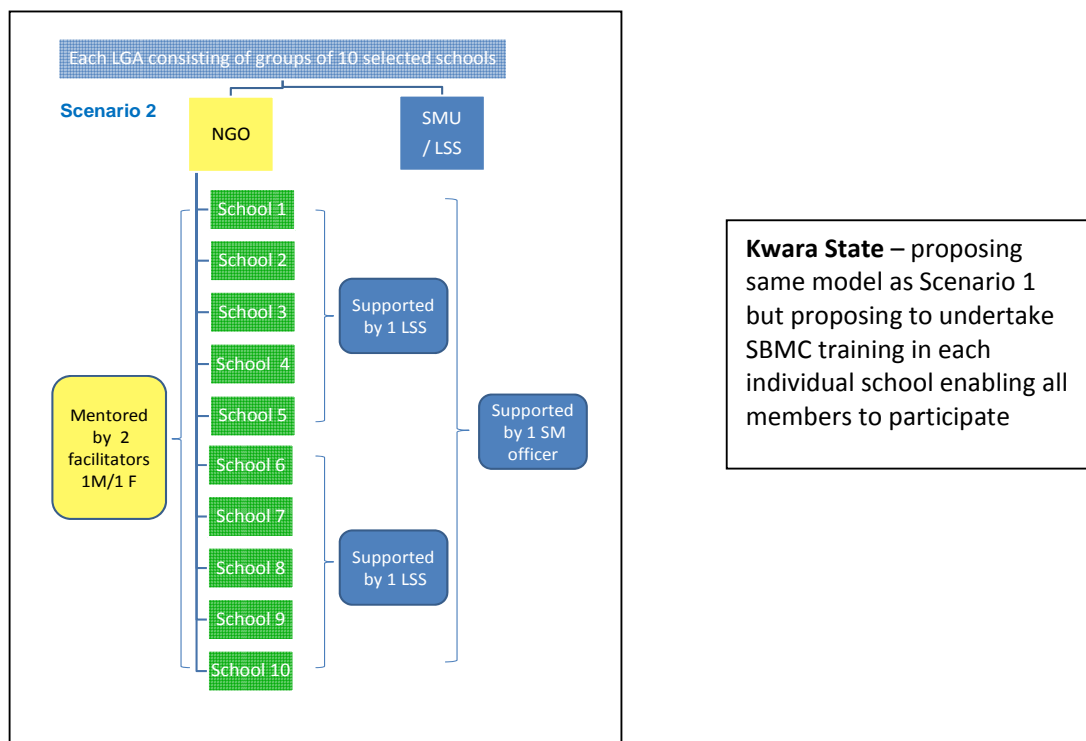 Each LGA consisting of groups of 10 selected schools
Scenario 2
NGO
SMU
/ LSS
School 1
School 2
School 3
School  4
School 5
School 6
School 7
School 8
School 9
School 10
Mentored
by  2
facilitators
1M/1 F
Supported
by 1 LSS
Supported
by 1 LSS
Supported
by 1 SM
officer
Kwara State – proposing
same model as Scenario 1
but proposing to undertake
SBMC training in each
individual school enabling all
members to participate